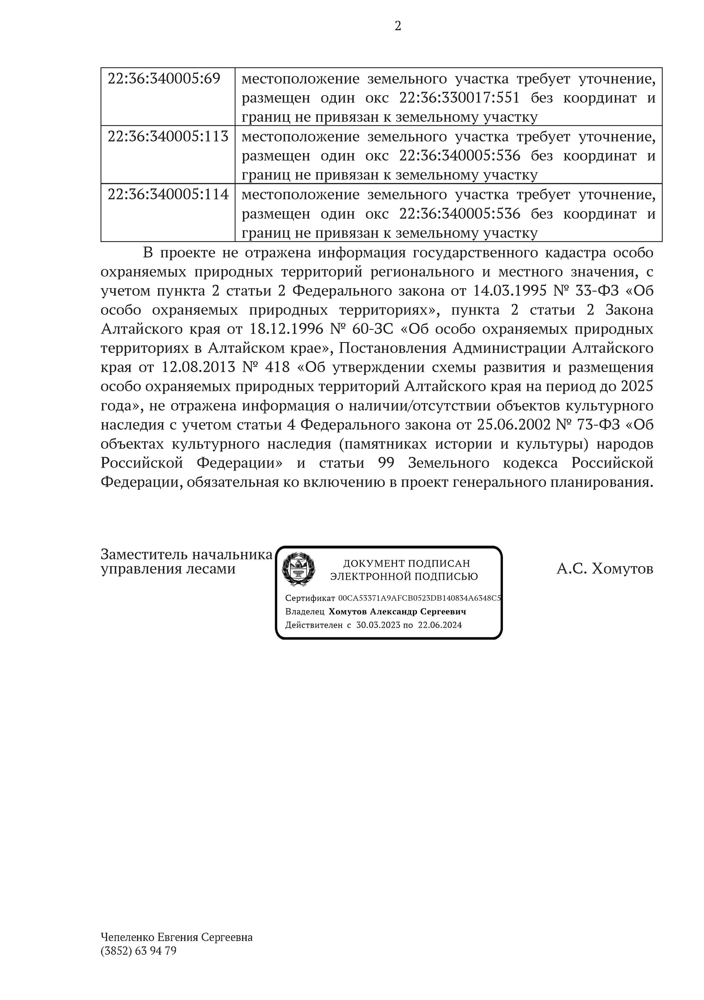 2
22:36:340005:69
местоположение земельного участка требует уточнение,
размещен один окс 22:36:330017:551 без координат и
границ не привязан к земельному участку
22:36:340005:113
местоположение земельного участка требует уточнение,
размещен один окс 22:36:340005:536 без координат и
границ не привязан к земельному участку
22:36:340005:114
местоположение земельного участка требует уточнение,
размещен один окс 22:36:340005:536 без координат и
границ не привязан к земельному участку
В проекте не отражена информация государственного кадастра особо
охраняемых природных территорий регионального и местного значения, с
учетом пункта 2 статьи 2 Федерального закона от 14.03.1995 № 33-ФЗ «Об
особо охраняемых природных территориях», пункта 2 статьи 2 Закона
Алтайского края от 18.12.1996 № 60-ЗС «Об особо охраняемых природных
территориях в Алтайском крае», Постановления Администрации Алтайского
края от 12.08.2013 № 418 «Об утверждении схемы развития и размещения
особо охраняемых природных территорий Алтайского края на период до 2025
года», не отражена информация о наличии/отсутствии объектов культурного
наследия с учетом статьи 4 Федерального закона от 25.06.2002 № 73-ФЗ «Об
объектах культурного наследия (памятниках истории и культуры) народов
Российской Федерации» и статьи 99 Земельного кодекса Российской
Федерации, обязательная ко включению в проект генерального планирования.
Заместитель начальника
управления лесами
ДОКУМЕНТ ПОДПИСАН
ЭЛЕКТРОННОЙ ПОДПИСЬЮ
Сертификат 00CA53371A9AFCB0523DB140834A6348C5
Владелец Хомутов Александр Сергеевич
Действителен с 30.03.2023 по 22.06.2024
А.С. Хомутов
Чепеленко Евгения Сергеевна
(3852) 63 94 79